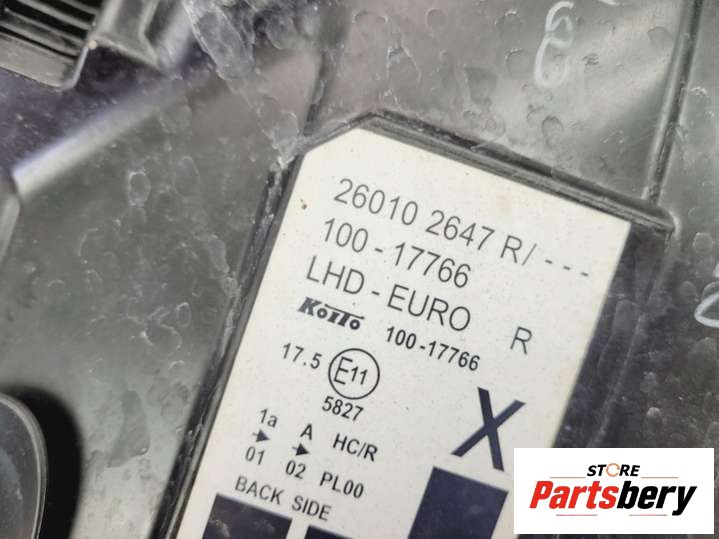 26010 2647 R/ ---
100-17766
LHD-EURO R
KOITO 100-17766
17.5 E11
5827
1a A HC/R
01 02 PL00
BACK SIDE
X
STORE
Partsbery